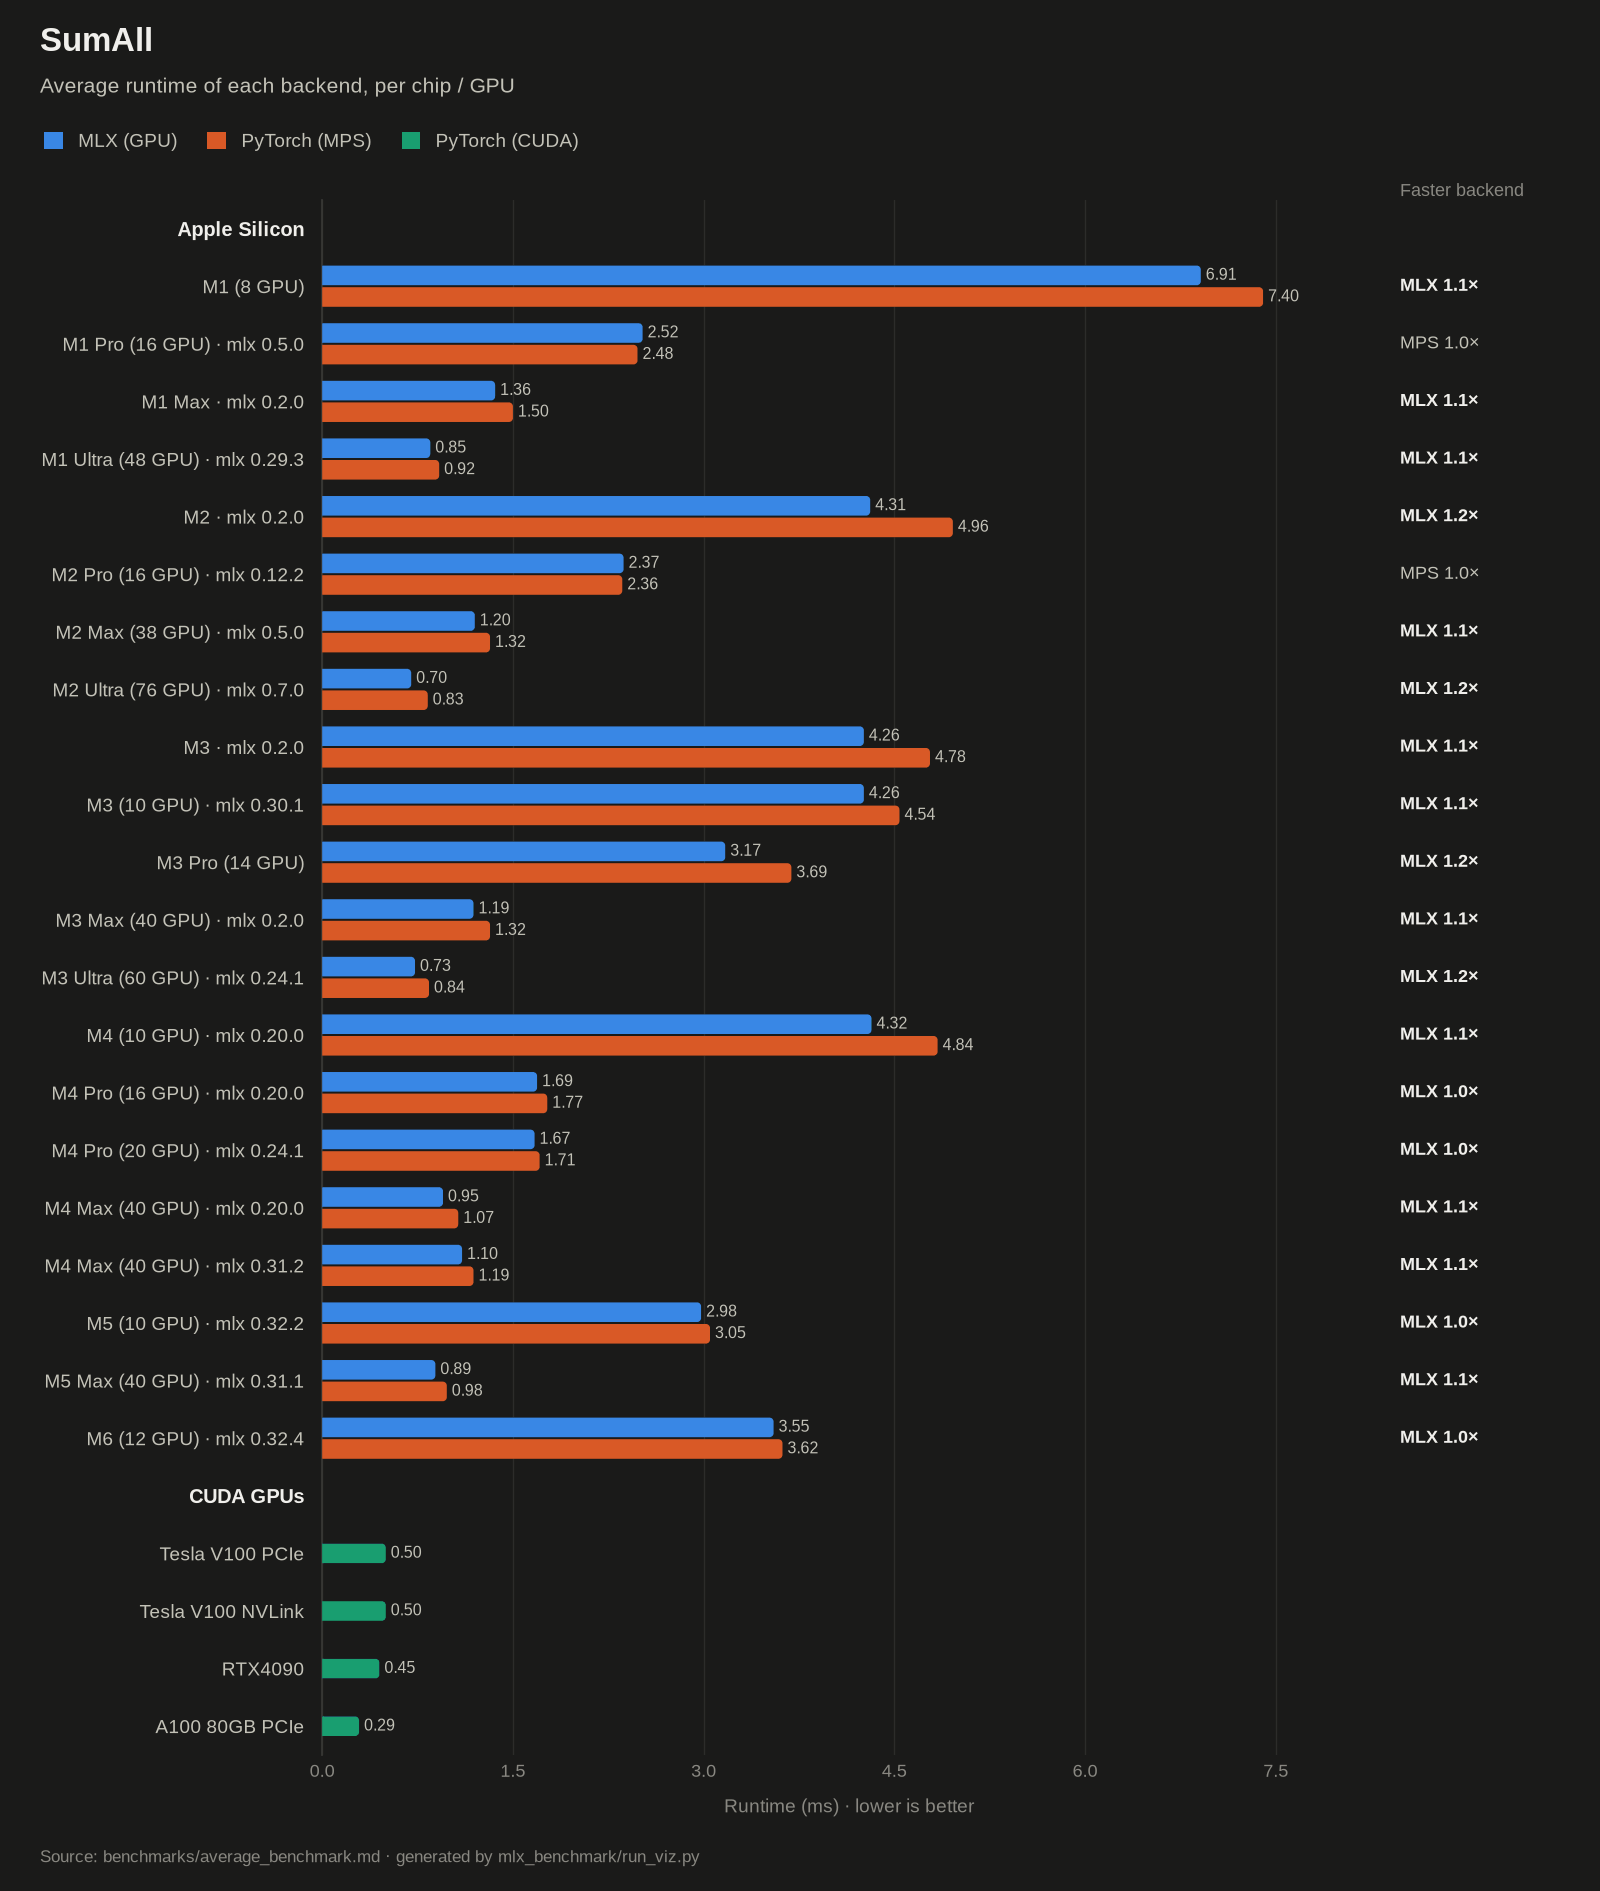 SumAll
Average runtime of each backend, per chip / GPU
MLX (GPU) PyTorch (MPS) PyTorch (CUDA)
Faster backend
Apple Silicon
M1 (8 GPU) 6.91 7.40 MLX 1.1×
M1 Pro (16 GPU) · mlx 0.5.0 2.52 2.48 MPS 1.0×
M1 Max · mlx 0.2.0 1.36 1.50 MLX 1.1×
M1 Ultra (48 GPU) · mlx 0.29.3 0.85 0.92 MLX 1.1×
M2 · mlx 0.2.0 4.31 4.96 MLX 1.2×
M2 Pro (16 GPU) · mlx 0.12.2 2.37 2.36 MPS 1.0×
M2 Max (38 GPU) · mlx 0.5.0 1.20 1.32 MLX 1.1×
M2 Ultra (76 GPU) · mlx 0.7.0 0.70 0.83 MLX 1.2×
M3 · mlx 0.2.0 4.26 4.78 MLX 1.1×
M3 (10 GPU) · mlx 0.30.1 4.26 4.54 MLX 1.1×
M3 Pro (14 GPU) 3.17 3.69 MLX 1.2×
M3 Max (40 GPU) · mlx 0.2.0 1.19 1.32 MLX 1.1×
M3 Ultra (60 GPU) · mlx 0.24.1 0.73 0.84 MLX 1.2×
M4 (10 GPU) · mlx 0.20.0 4.32 4.84 MLX 1.1×
M4 Pro (16 GPU) · mlx 0.20.0 1.69 1.77 MLX 1.0×
M4 Pro (20 GPU) · mlx 0.24.1 1.67 1.71 MLX 1.0×
M4 Max (40 GPU) · mlx 0.20.0 0.95 1.07 MLX 1.1×
M4 Max (40 GPU) · mlx 0.31.2 1.10 1.19 MLX 1.1×
M5 (10 GPU) · mlx 0.32.2 2.98 3.05 MLX 1.0×
M5 Max (40 GPU) · mlx 0.31.1 0.89 0.98 MLX 1.1×
M6 (12 GPU) · mlx 0.32.4 3.55 3.62 MLX 1.0×
CUDA GPUs
Tesla V100 PCIe 0.50
Tesla V100 NVLink 0.50
RTX4090 0.45
A100 80GB PCIe 0.29
0.0 1.5 3.0 4.5 6.0 7.5
Runtime (ms) · lower is better
Source: benchmarks/average_benchmark.md · generated by mlx_benchmark/run_viz.py